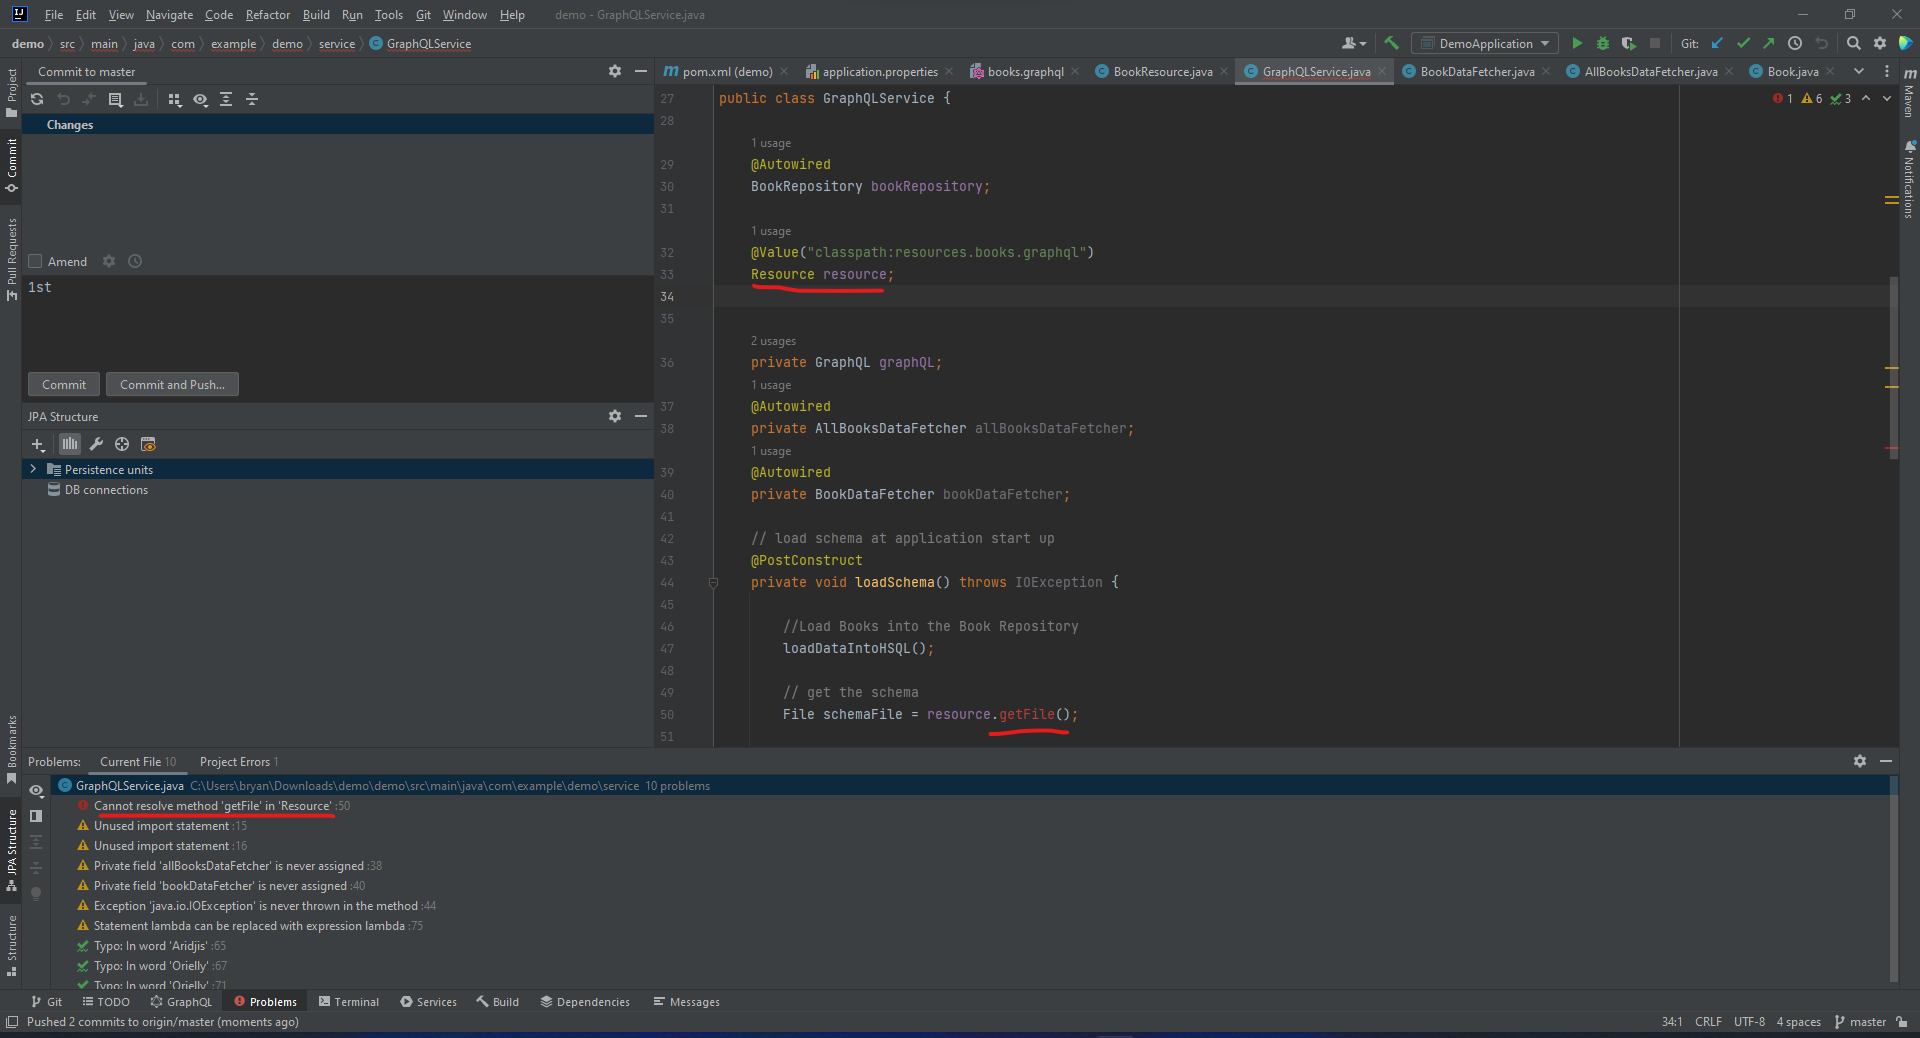 File Edit View Navigate Code Refactor Build Run Tools Git Window Help demo - GraphQLService.java
demo src main java com example demo service GraphQLService DemoApplication Git:
Commit to master
pom.xml (demo) application.properties books.graphql BookResource.java GraphQLService.java BookDataFetcher.java AllBooksDataFetcher.java Book.java
Project
Commit
Pull Requests
Bookmarks
JPA Structure
Structure
Maven
Notifications
Changes
Amend
1st
Commit Commit and Push...
JPA Structure
Persistence units
DB connections
1 6 3
27 public class GraphQLService {
28
1 usage
29 @Autowired
30 BookRepository bookRepository;
31
1 usage
32 @Value("classpath:resources.books.graphql")
33 Resource resource;
34
35
2 usages
36 private GraphQL graphQL;
1 usage
37 @Autowired
38 private AllBooksDataFetcher allBooksDataFetcher;
1 usage
39 @Autowired
40 private BookDataFetcher bookDataFetcher;
41
42 // load schema at application start up
43 @PostConstruct
44 private void loadSchema() throws IOException {
45
46 //Load Books into the Book Repository
47 loadDataIntoHSQL();
48
49 // get the schema
50 File schemaFile = resource.getFile();
51
Problems: Current File 10 Project Errors 1
GraphQLService.java C:\Users\bryan\Downloads\demo\demo\src\main\java\com\example\demo\service 10 problems
Cannot resolve method 'getFile' in 'Resource' :50
Unused import statement :15
Unused import statement :16
Private field 'allBooksDataFetcher' is never assigned :38
Private field 'bookDataFetcher' is never assigned :40
Exception 'java.io.IOException' is never thrown in the method :44
Statement lambda can be replaced with expression lambda :75
Typo: In word 'Aridjis' :65
Typo: In word 'Orielly' :67
Typo: In word 'Orielly' :71
Git TODO GraphQL Problems Terminal Services Build Dependencies Messages
Pushed 2 commits to origin/master (moments ago) 34:1 CRLF UTF-8 4 spaces master